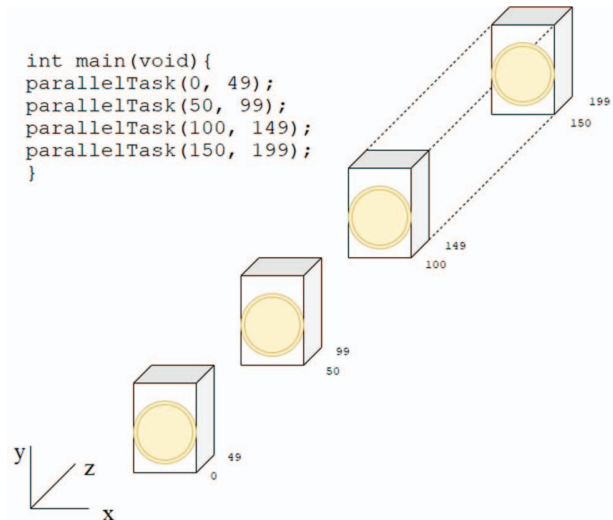 int main(void){
parallelTask(0, 49);
parallelTask(50, 99);
parallelTask(100, 149);
parallelTask(150, 199);
}
199
150
149
100
99
50
49
0
y
z
x